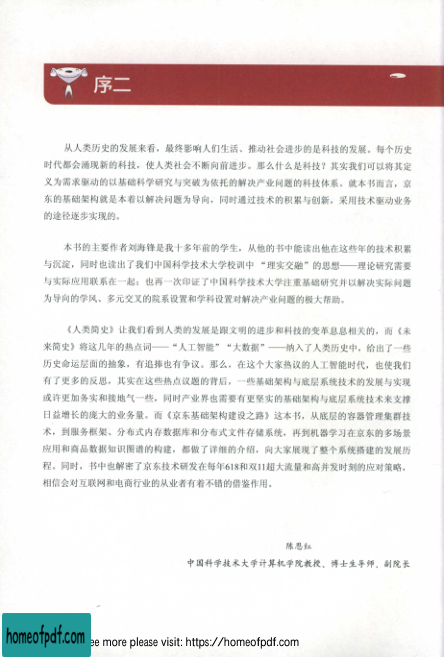 序二
从人类历史的发展来看，最终影响人们生活、推动社会进步的是科技的发展。每个历史
时代都会涌现新的科技，使人类社会不断向前进步。那么什么是科技？其实我们可以将其定
义为需求驱动的以基础科学研究与突破为依托的解决产业问题的科技体系。就本书而言，京
东的基础架构就是本着以解决问题为导向，同时通过技术的积累与创新，采用技术驱动业务
的途径逐步实现的。
本书的主要作者刘海锋是我十多年前的学生，从他的书中能读出他在这些年的技术积累
与沉淀，同时也读出了我们中国科学技术大学校训中“理实交融”的思想——理论研究需要
与实际应用联系在一起；也再一次印证了中国科学技术大学注重基础研究并以解决实际问题
为导向的学风、多元交叉的院系设置和学科设置对解决产业问题的极大帮助。
《人类简史》让我们看到人类的发展是跟文明的进步和科技的变革息息相关的，而《未
来简史》将这几年的热点词——“人工智能”“大数据”——纳入了人类历史中，给出了一些
历史命运层面的抽象，有追捧也有争议。那么，在这个大家热议的人工智能时代，也使我们
有了更多的反思，其实在这些热点议题的背后，一些基础架构与底层系统技术的发展与实现
或许更加务实和接地气一些，同时产业界也需要有更坚实的基础架构与底层系统技术来支撑
日益增长的庞大的业务量。而《京东基础架构建设之路》这本书，从底层的容器管理集群技
术，到服务框架、分布式内存数据库和分布式文件存储系统，再到机器学习在京东的多场景
应用和商品数据知识图谱的构建，都做了详细的介绍，向大家展现了整个系统搭建的发展历
程。同时，书中也解密了京东技术研发在每年618和双11超大流量和高并发时刻的应对策略，
相信会对互联网和电商行业的从业者有着不错的借鉴作用。
陈恩红
中国科学技术大学计算机学院教授、博士生导师、副院长
homeofpdf.com
ee more please visit: https://homeofpdf.com